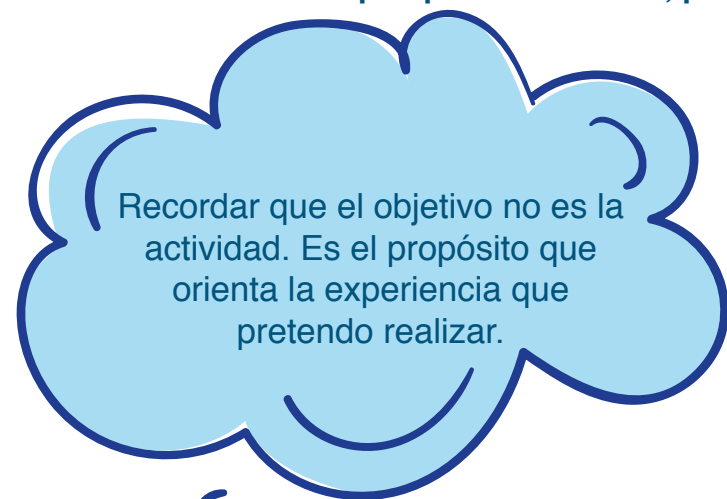 Recordar que el objetivo no es la
actividad. Es el propósito que
orienta la experiencia que
pretendo realizar.